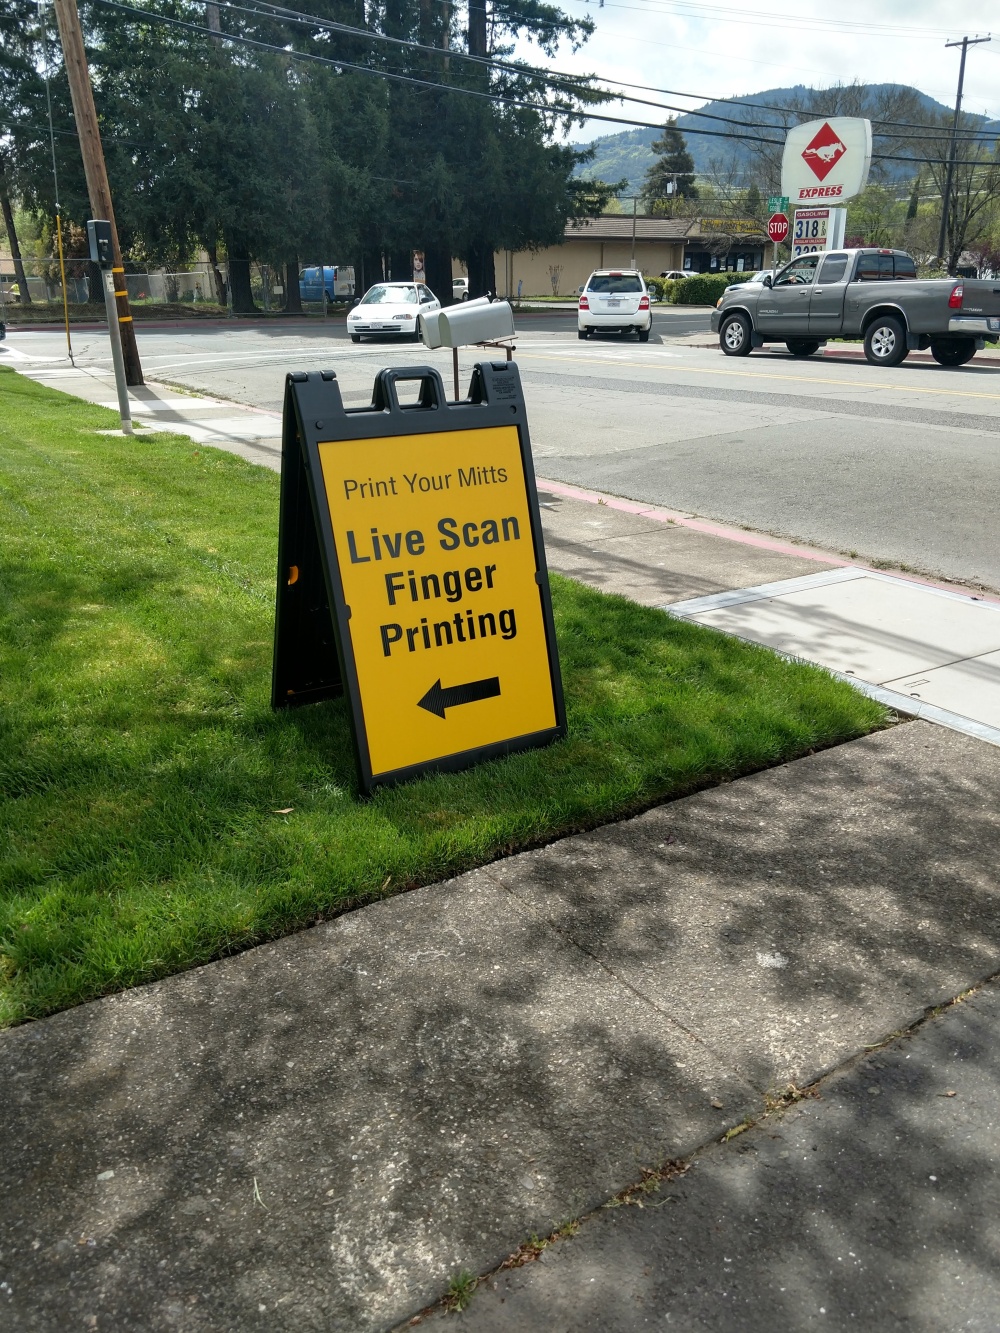 Print Your Mitts
Live Scan
Finger
Printing
EXPRESS
STOP
GASOLINE
318